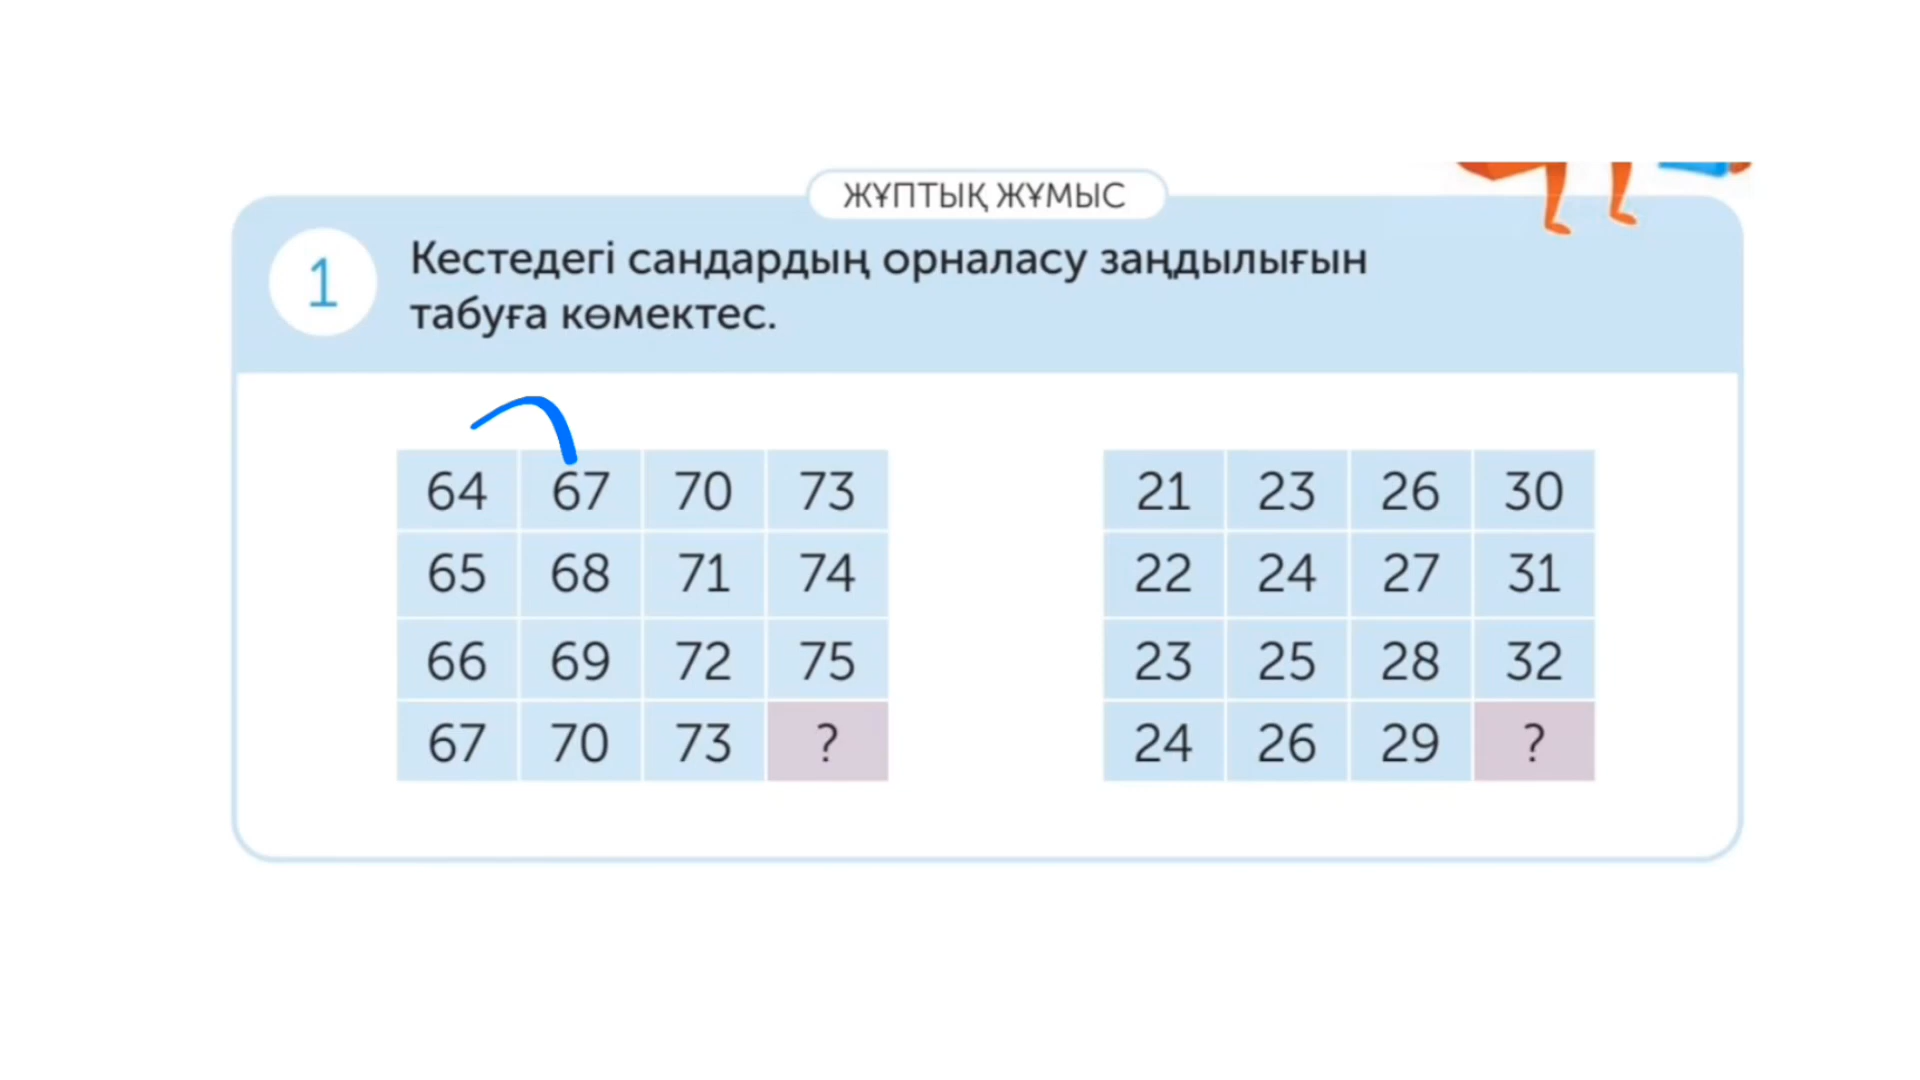 ЖҰПТЫҚ ЖҰМЫС
1
Кестедегі сандардың орналасу заңдылығын
табуға көмектес.
64 67 70 73
65 68 71 74
66 69 72 75
67 70 73 ?
21 23 26 30
22 24 27 31
23 25 28 32
24 26 29 ?